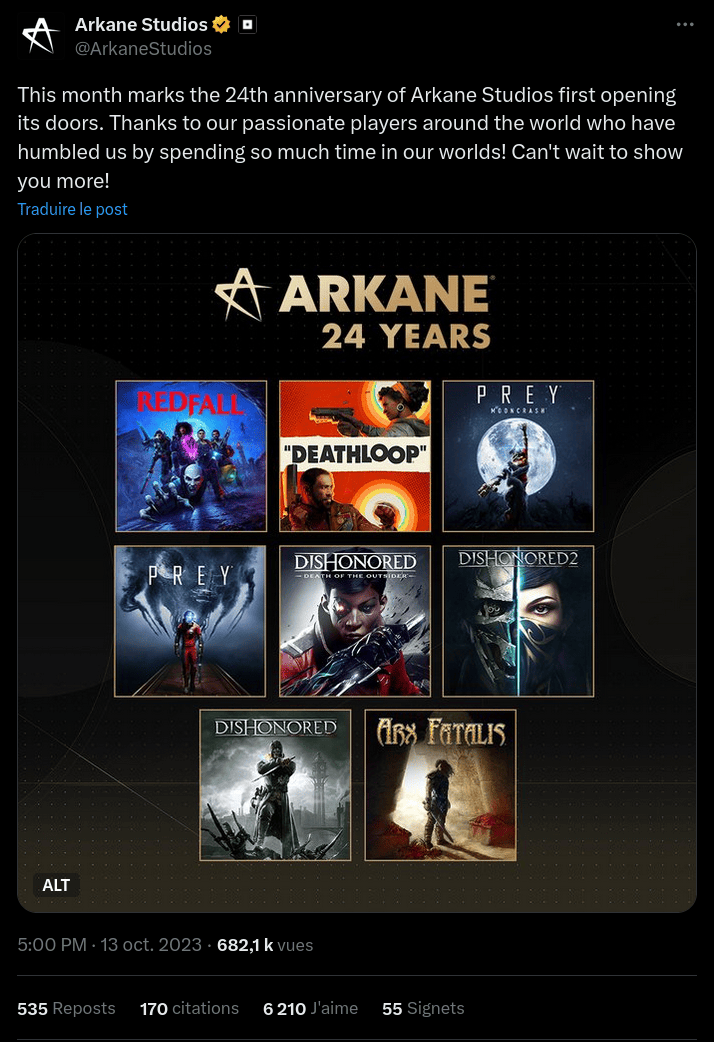 Arkane Studios
@ArkaneStudios
This month marks the 24th anniversary of Arkane Studios first opening
its doors. Thanks to our passionate players around the world who have
humbled us by spending so much time in our worlds! Can't wait to show
you more!
Traduire le post
ARKANE®
24 YEARS
REDFALL
"DEATHLOOP"
PREY
MOONCRASH
PREY
DISHONORED
DEATH OF THE OUTSIDER
DISHONORED 2
DISHONORED
ARX FATALIS
ALT
5:00 PM · 13 oct. 2023 · 682,1 k vues
535 Reposts 170 citations 6 210 J'aime 55 Signets